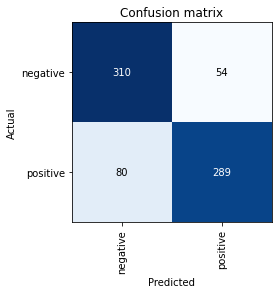 Confusion matrix
negative 310 54
positive 80 289
Actual
negative positive
Predicted